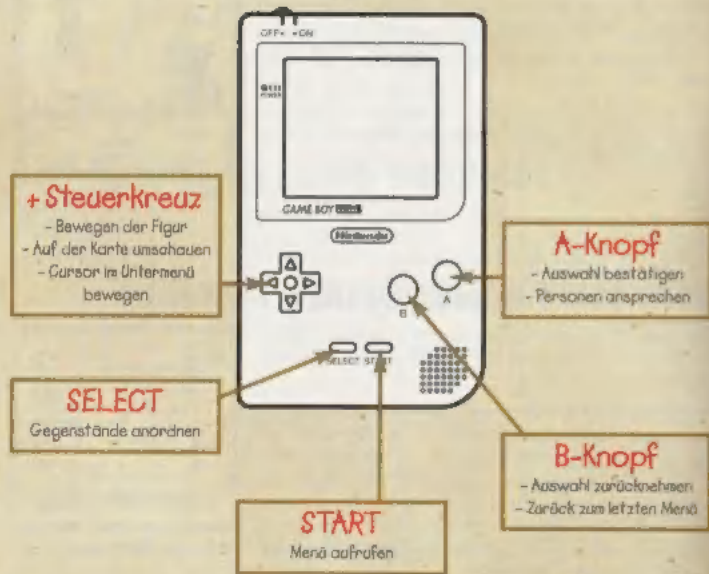 OFF• •ON
GAME BOY
Nintendo
+ Steuerkreuz
- Bewegen der Figur
- Auf der Karte umschauen
- Cursor im Untermenü
bewegen
A-Knopf
- Auswahl bestätigen
- Personen ansprechen
A
B
SELECT START
SELECT
Gegenstände anordnen
B-Knopf
- Auswahl zurücknehmen
- Zurück zum letzten Menü
START
Menü aufrufen